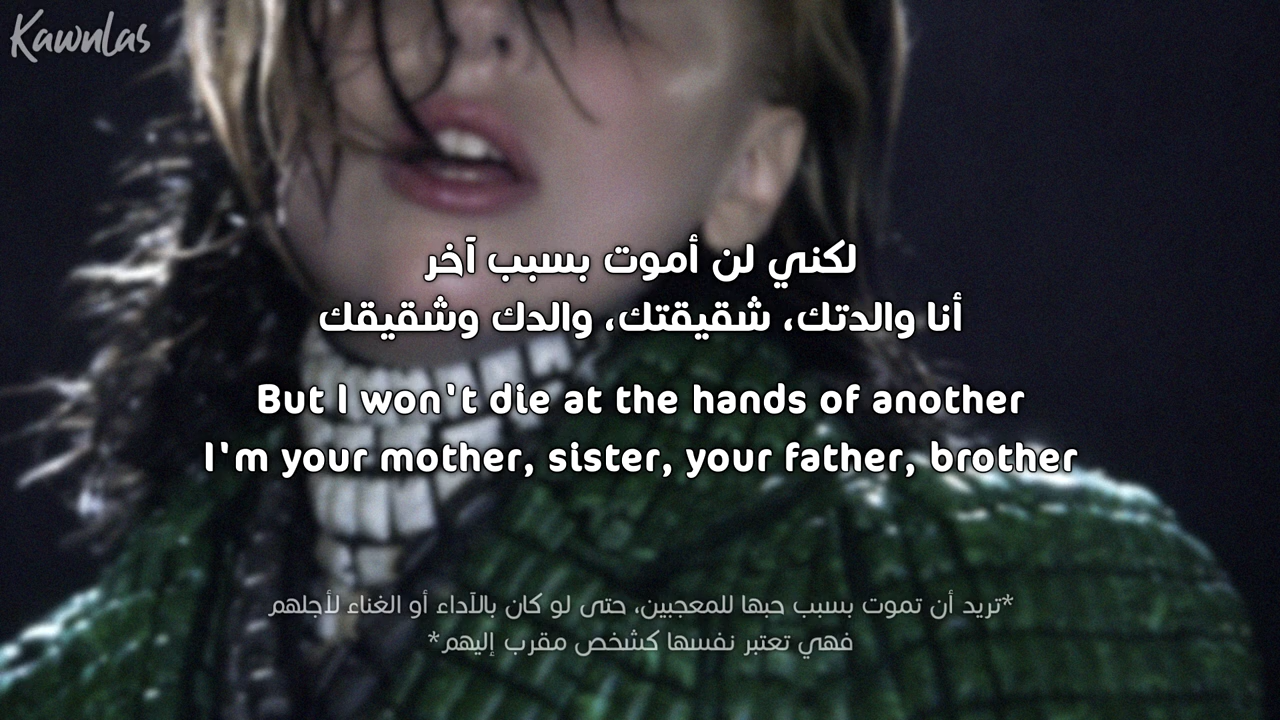 Kawnlas
لكني لن أموت بسبب آخر
أنا والدتك، شقيقتك، والدك وشقيقك
But I won't die at the hands of another
I'm your mother, sister, your father, brother
*تريد أن تموت بسبب حبها للمعجبين، حتى لو كان بالآداء أو الغناء لأجلهم
فهي تعتبر نفسها كشخص مقرب إليهم*